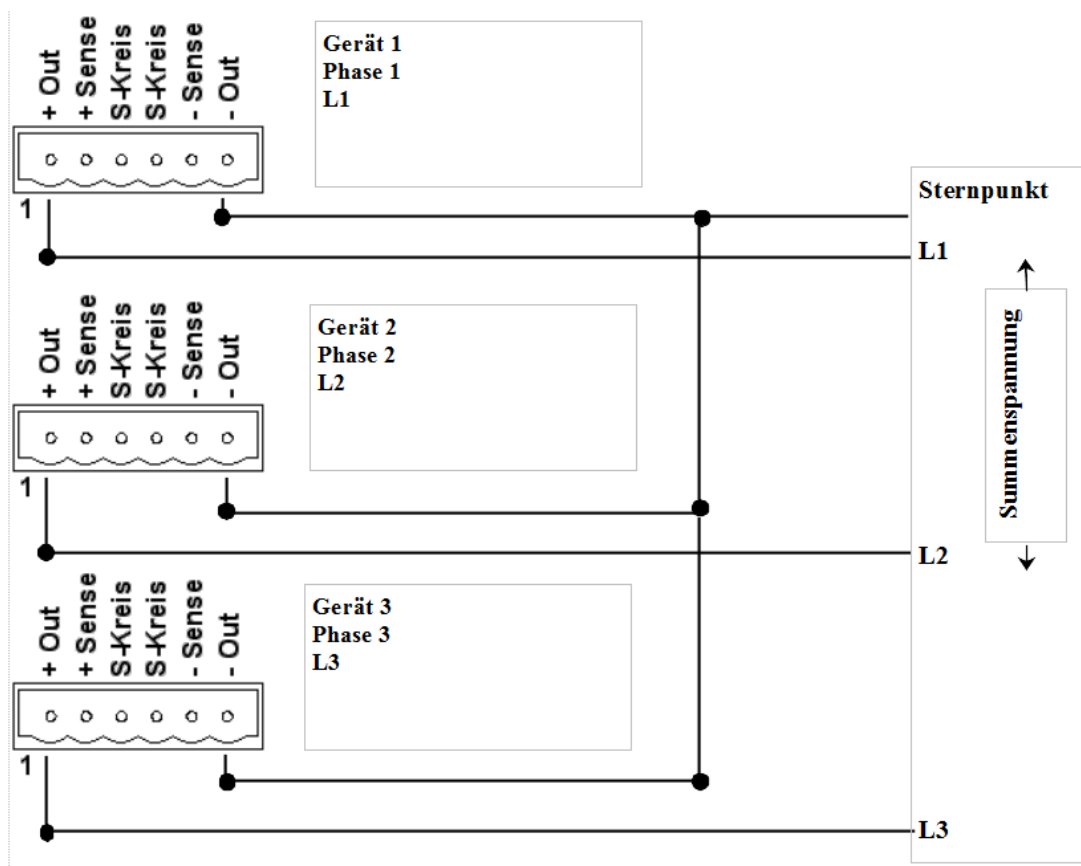 + Out
+ Sense
S-Kreis
S-Kreis
- Sense
- Out
1
Gerät 1
Phase 1
L1
Sternpunkt
L1
+ Out
+ Sense
S-Kreis
S-Kreis
- Sense
- Out
1
Gerät 2
Phase 2
L2
Summenspannung
L2
+ Out
+ Sense
S-Kreis
S-Kreis
- Sense
- Out
1
Gerät 3
Phase 3
L3
L3